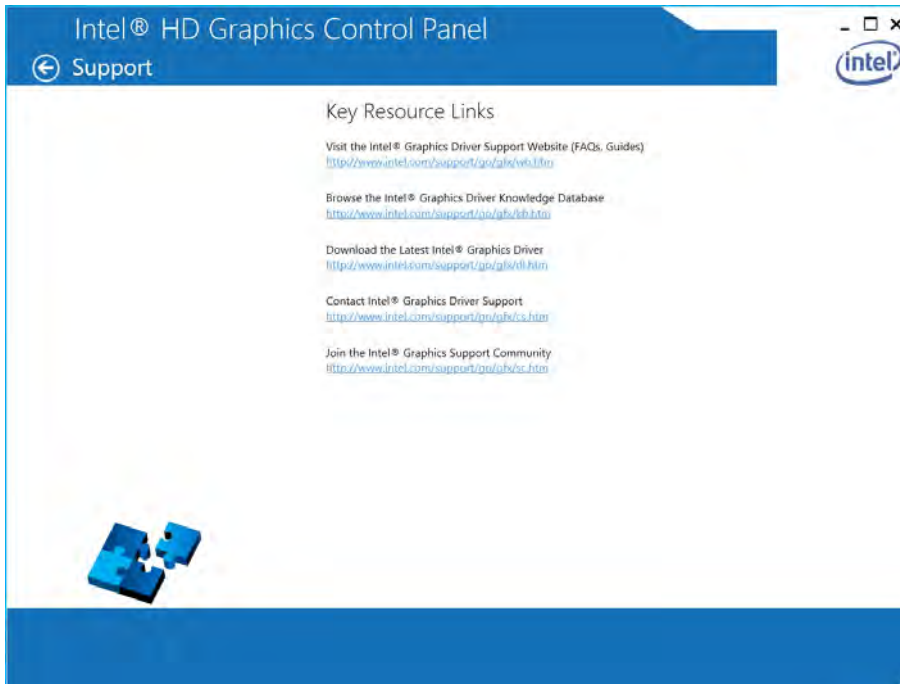 Intel® HD Graphics Control Panel
Support
intel
Key Resource Links
Visit the Intel® Graphics Driver Support Website (FAQs, Guides)
http://www.intel.com/support/go/gfx/wb.htm
Browse the Intel® Graphics Driver Knowledge Database
http://www.intel.com/support/go/gfx/kb.htm
Download the Latest Intel® Graphics Driver
http://www.intel.com/support/go/gfx/dl.htm
Contact Intel® Graphics Driver Support
http://www.intel.com/support/go/gfx/cs.htm
Join the Intel® Graphics Support Community
http://www.intel.com/support/go/gfx/sc.htm